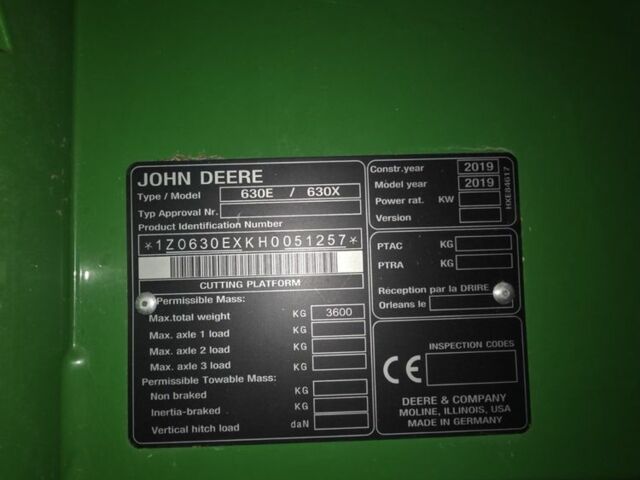 JOHN DEERE
Type / Model 630E / 630X
Typ Approval Nr.
Product Identification Number
*1Z0630EXKH0051257*
CUTTING PLATFORM
Permissible Mass:
Max.total weight KG 3600
Max. axle 1 load KG
Max. axle 2 load KG
Max. axle 3 load KG
Permissible Towable Mass:
Non braked KG
Inertia-braked KG
Vertical hitch load daN
Constr.year 2019
Model year 2019
Power rat. KW
Version
HXE84617
PTAC KG
PTRA KG
Réception par la DRIRE
Orleans le
INSPECTION CODES
CE
DEERE & COMPANY
MOLINE, ILLINOIS, USA
MADE IN GERMANY